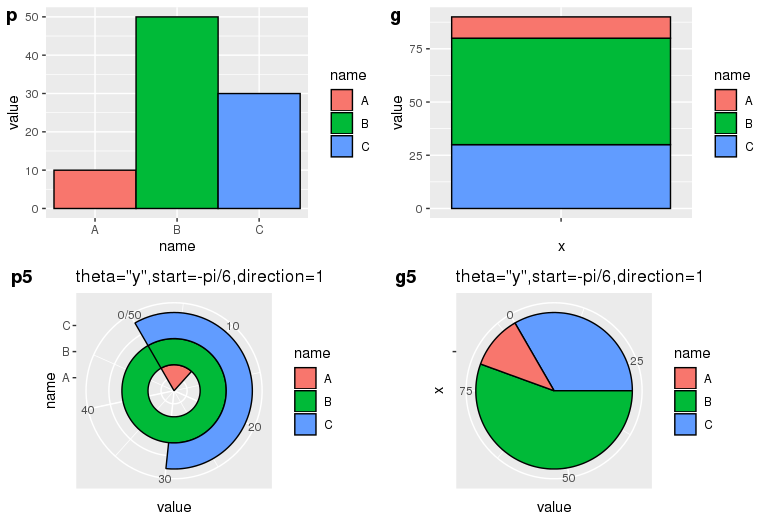 p
50
40
30
20
10
0
value
A
B
C
name
name
A
B
C
g
75
50
25
0
value
x
name
A
B
C
p5
theta="y",start=-pi/6,direction=1
0/50
10
20
30
40
C
B
A
name
value
name
A
B
C
g5
theta="y",start=-pi/6,direction=1
0
25
50
75
x
value
name
A
B
C